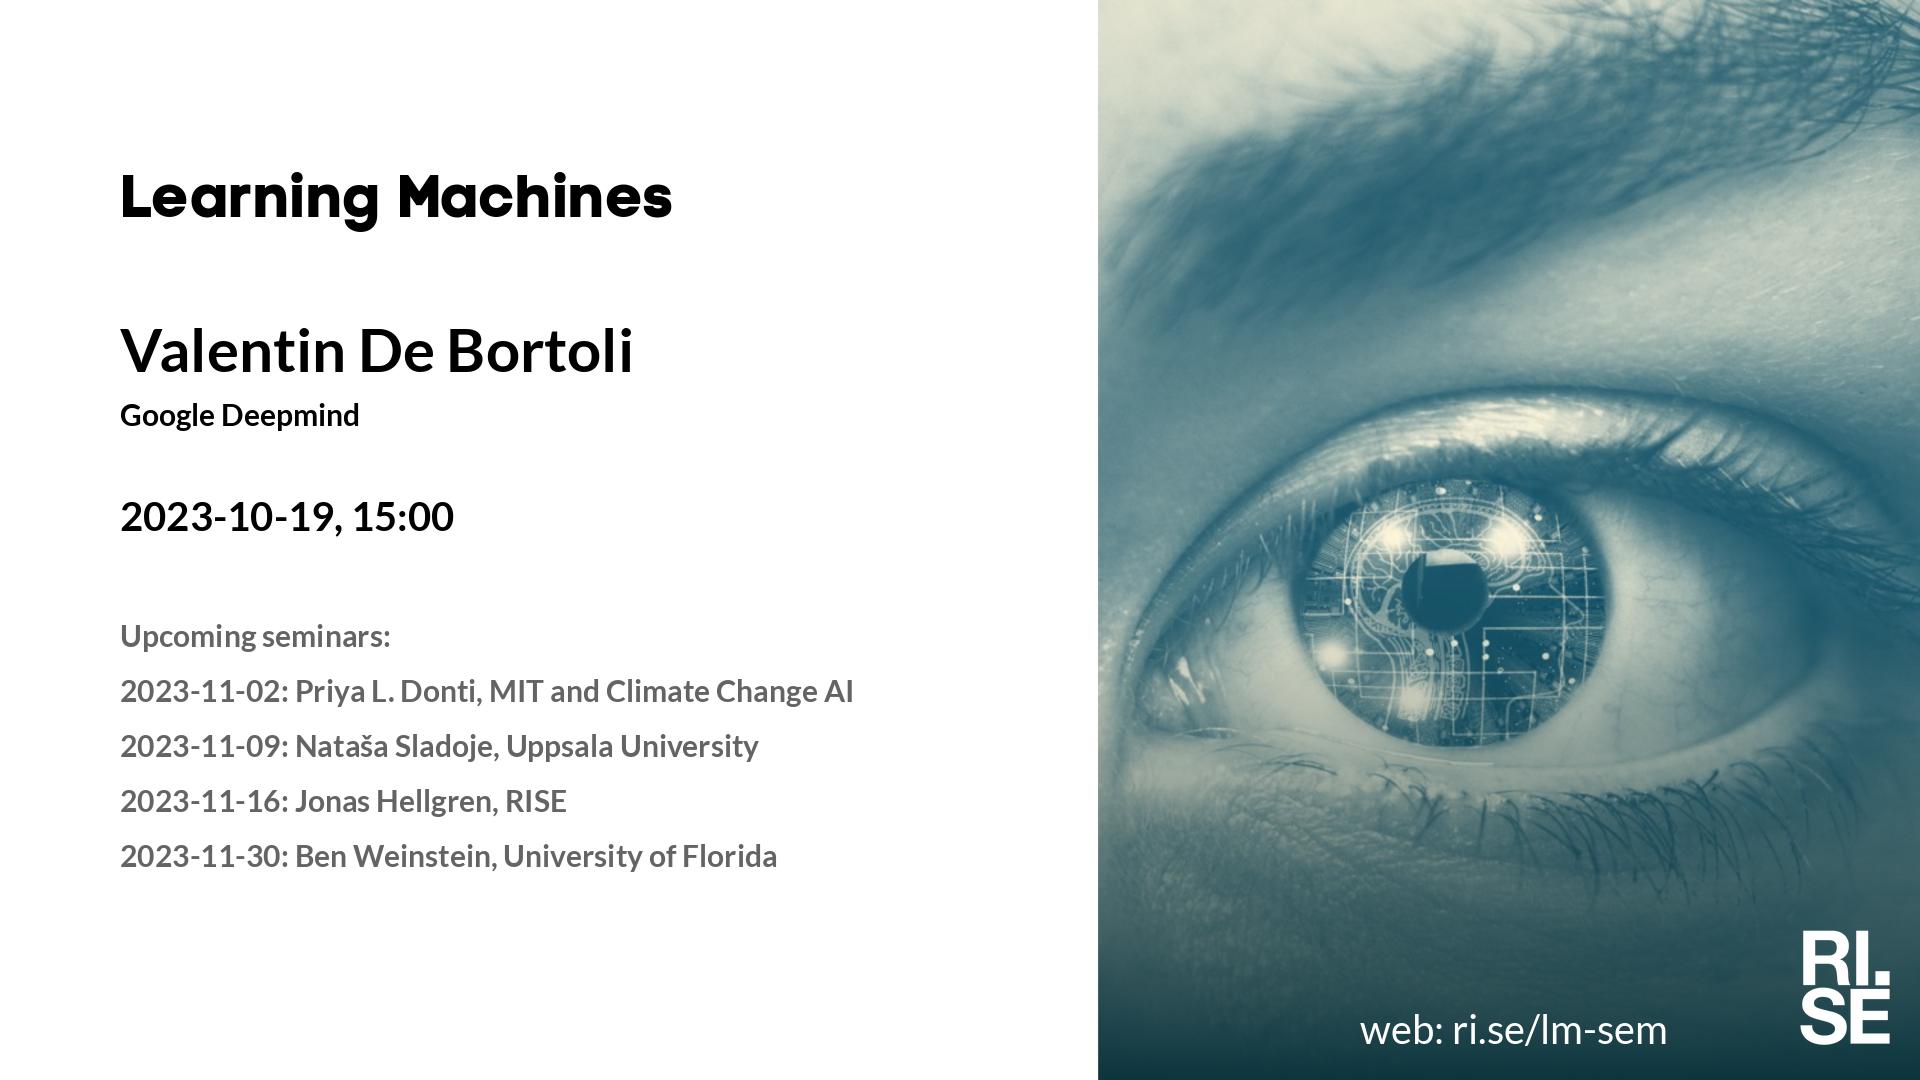 Learning Machines
Valentin De Bortoli
Google Deepmind
2023-10-19, 15:00
Upcoming seminars:
2023-11-02: Priya L. Donti, MIT and Climate Change AI
2023-11-09: Nataša Sladoje, Uppsala University
2023-11-16: Jonas Hellgren, RISE
2023-11-30: Ben Weinstein, University of Florida
web: ri.se/lm-sem
RI.
SE